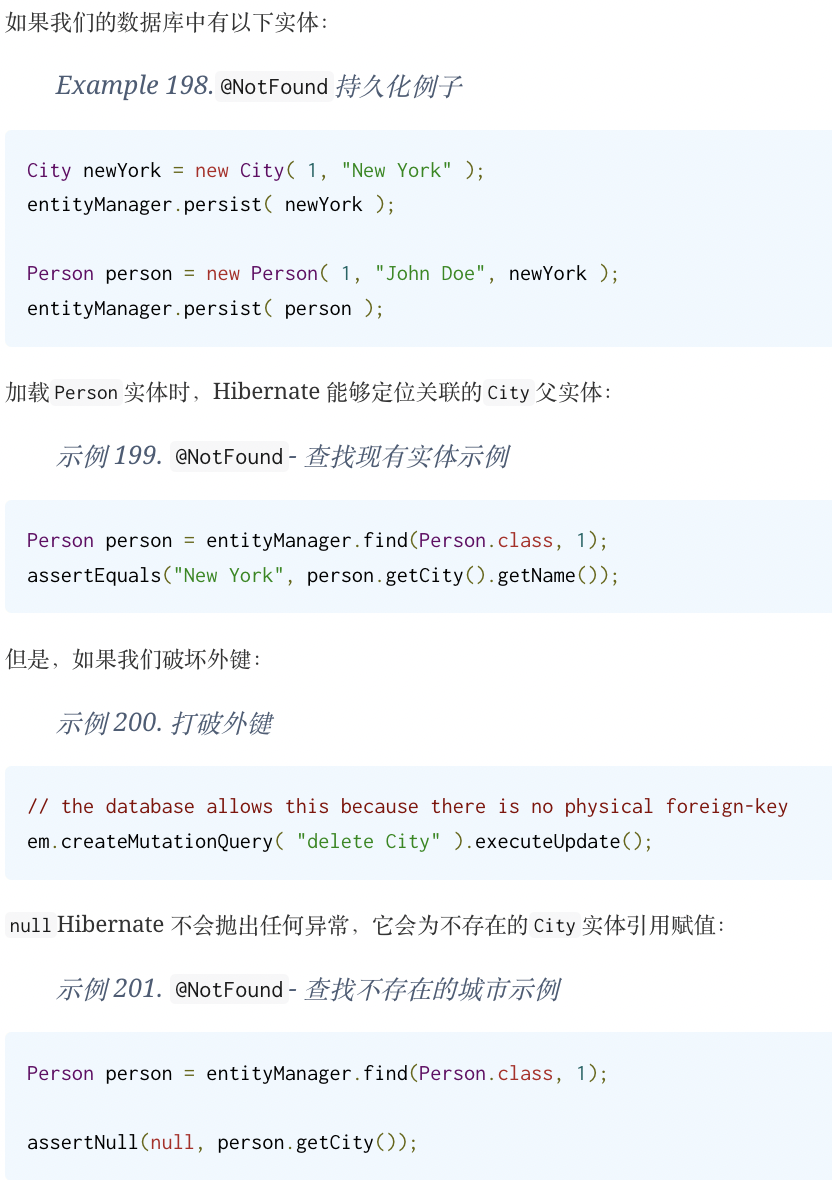 如果我们的数据库中有以下实体：
Example 198. @NotFound 持久化例子
City newYork = new City( 1, "New York" );
entityManager.persist( newYork );
Person person = new Person( 1, "John Doe", newYork );
entityManager.persist( person );
加载 Person 实体时，Hibernate 能够定位关联的 City 父实体：
示例 199. @NotFound - 查找现有实体示例
Person person = entityManager.find(Person.class, 1);
assertEquals("New York", person.getCity().getName());
但是，如果我们破坏外键：
示例 200. 打破外键
// the database allows this because there is no physical foreign-key
em.createMutationQuery( "delete City" ).executeUpdate();
null Hibernate 不会抛出任何异常，它会为不存在的 City 实体引用赋值：
示例 201. @NotFound - 查找不存在的城市示例
Person person = entityManager.find(Person.class, 1);
assertNull(null, person.getCity());